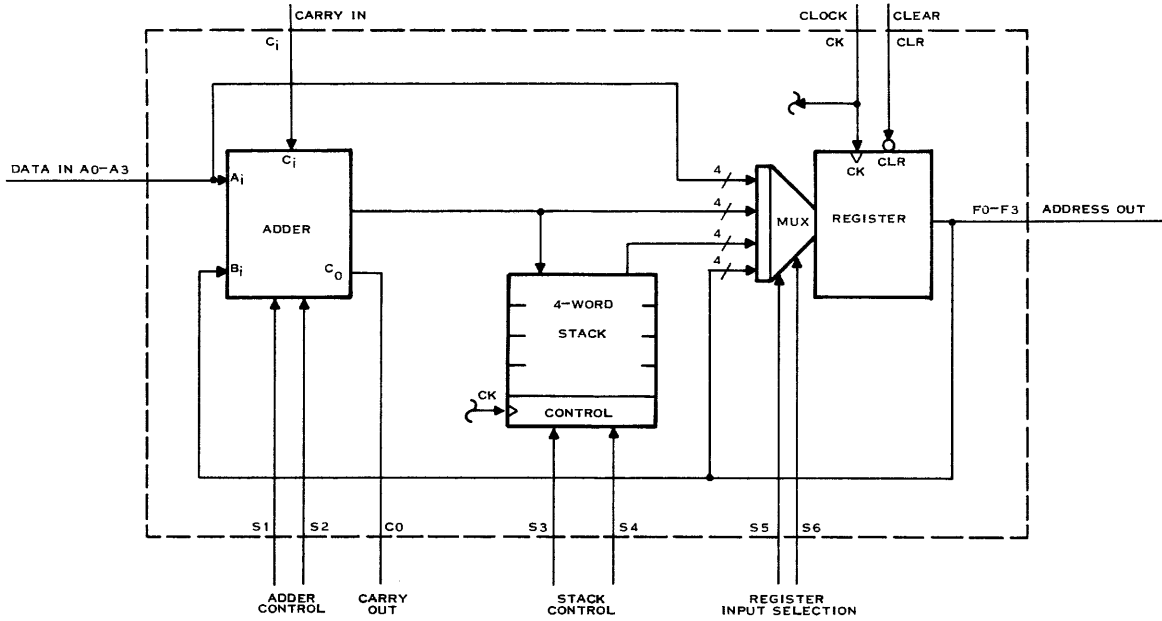 CARRY IN
CLOCK
CLEAR
Ci
CK
CLR
DATA IN A0-A3
Ci
Ai
ADDER
Bi
C0
4
4
4
4
MUX
CK
CLR
REGISTER
F0-F3 ADDRESS OUT
4-WORD
STACK
CK
CONTROL
S1
S2
C0
S3
S4
S5
S6
ADDER
CONTROL
CARRY
OUT
STACK
CONTROL
REGISTER
INPUT SELECTION